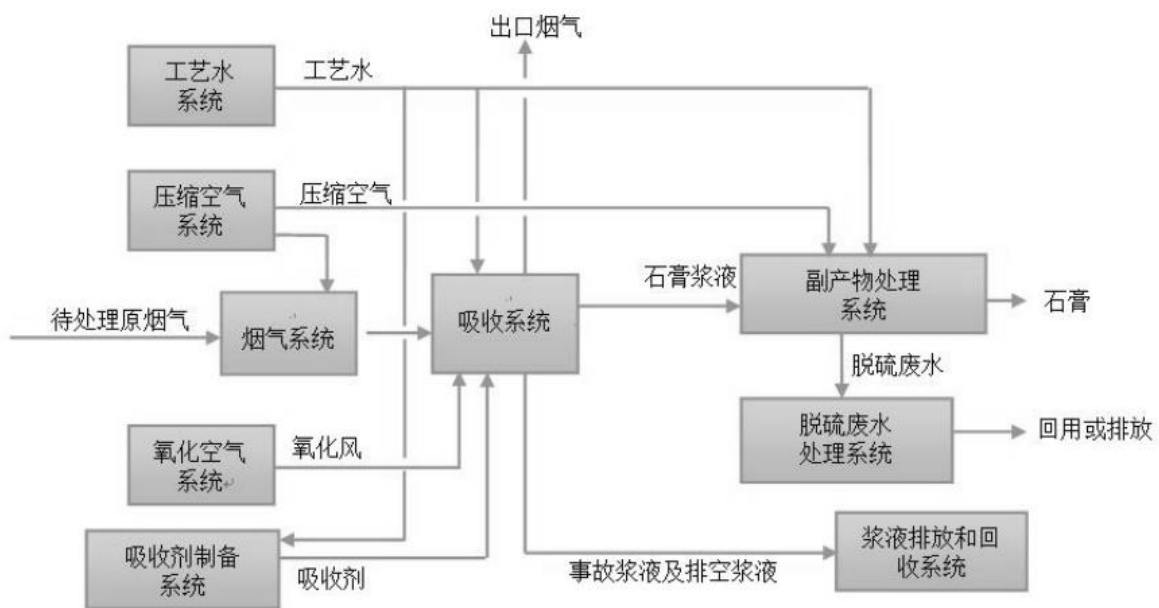 出口烟气
工艺水
系统
工艺水
压缩空气
系统
压缩空气
待处理原烟气
烟气系统
吸收系统
石膏浆液
副产物处理
系统
石膏
脱硫废水
脱硫废水
处理系统
回用或排放
氧化空气
系统
氧化风
吸收剂制备
系统
吸收剂
事故浆液及排空浆液
浆液排放和回
收系统